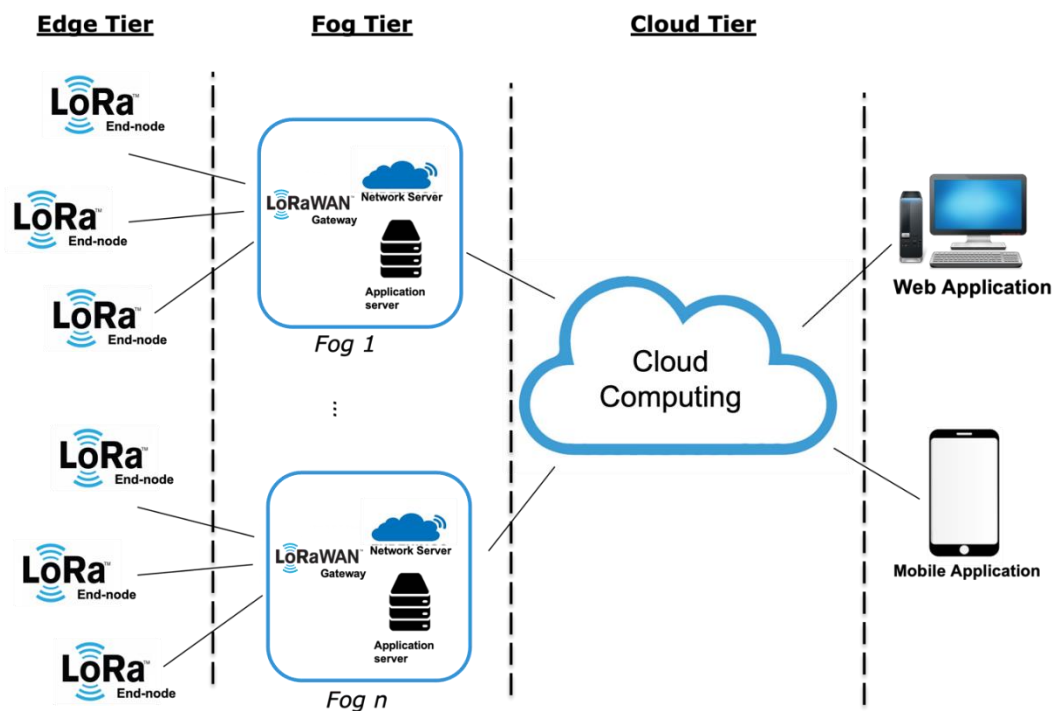 Edge Tier
Fog Tier
Cloud Tier
LoRa™
End-node
LoRa™
End-node
LoRa™
End-node
LoRaWAN™
Gateway
Network Server
Application
server
Fog 1
...
LoRa™
End-node
LoRa™
End-node
LoRa™
End-node
LoRaWAN™
Gateway
Network Server
Application
server
Fog n
Cloud
Computing
Web Application
Mobile Application